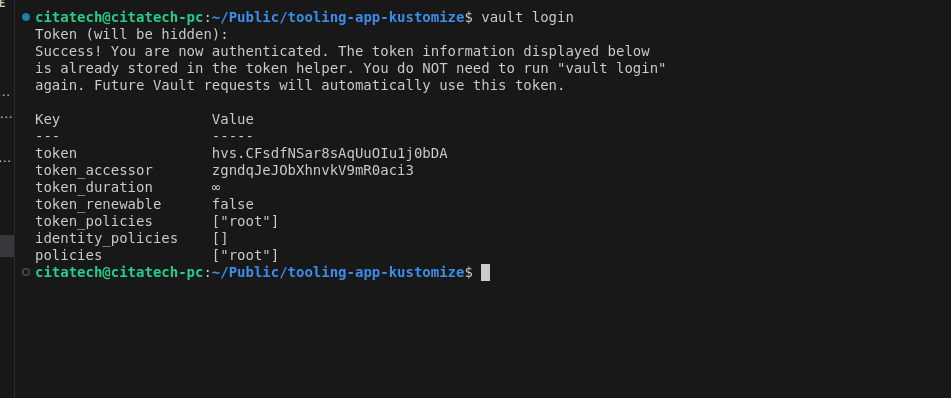 E
citatech@citatech-pc:~/Public/tooling-app-kustomize$ vault login
Token (will be hidden):
Success! You are now authenticated. The token information displayed below
is already stored in the token helper. You do NOT need to run "vault login"
again. Future Vault requests will automatically use this token.
Key Value
--- -----
token hvs.CFsdfNSar8sAqUuOIu1j0bDA
token_accessor zgndqJeJObXhnvkV9mR0aci3
token_duration ∞
token_renewable false
token_policies ["root"]
identity_policies []
policies ["root"]
citatech@citatech-pc:~/Public/tooling-app-kustomize$